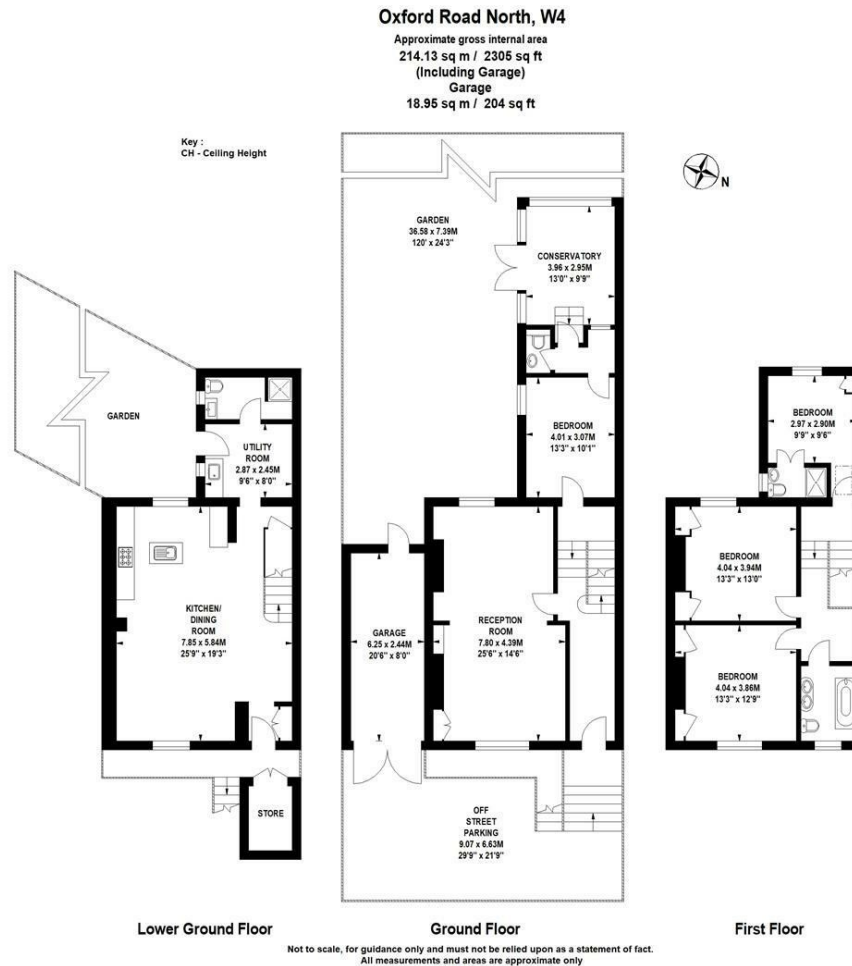 Oxford Road North, W4
Approximate gross internal area
214.13 sq m / 2305 sq ft
(Including Garage)
Garage
18.95 sq m / 204 sq ft
Key :
CH - Ceiling Height
N
GARDEN
UTILITY
ROOM
2.87 x 2.45M
9'6" x 8'0"
KITCHEN/
DINING
ROOM
7.85 x 5.84M
25'9" x 19'3"
STORE
Lower Ground Floor
GARDEN
36.58 x 7.39M
120' x 24'3"
CONSERVATORY
3.96 x 2.95M
13'0" x 9'9"
BEDROOM
4.01 x 3.07M
13'3" x 10'1"
GARAGE
6.25 x 2.44M
20'6" x 8'0"
RECEPTION
ROOM
7.80 x 4.39M
25'6" x 14'6"
OFF
STREET
PARKING
9.07 x 6.63M
29'9" x 21'9"
Ground Floor
BEDROOM
2.97 x 2.90M
9'9" x 9'6"
BEDROOM
4.04 x 3.94M
13'3" x 13'0"
BEDROOM
4.04 x 3.86M
13'3" x 12'9"
First Floor
Not to scale, for guidance only and must not be relied upon as a statement of fact.
All measurements and areas are approximate only